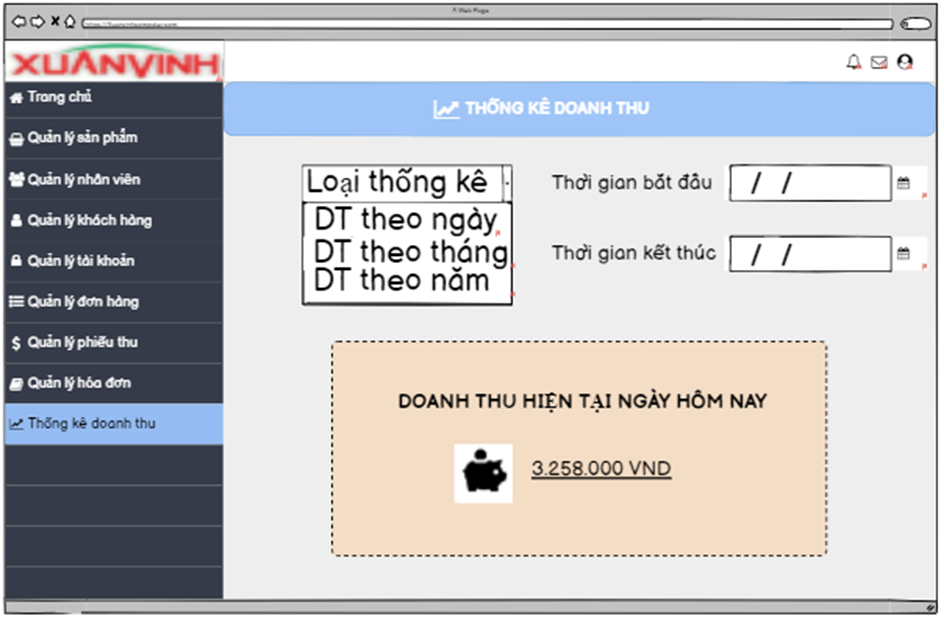 A Web Page
XUÂNVINH
Trang chủ
Quản lý sản phẩm
Quản lý nhân viên
Quản lý khách hàng
Quản lý tài khoản
Quản lý đơn hàng
Quản lý phiếu thu
Quản lý hóa đơn
Thống kê doanh thu
THỐNG KÊ DOANH THU
Loại thống kê
DT theo ngày
DT theo tháng
DT theo năm
Thời gian bắt đầu / /
Thời gian kết thúc / /
DOANH THU HIỆN TẠI NGÀY HÔM NAY
3.258.000 VND